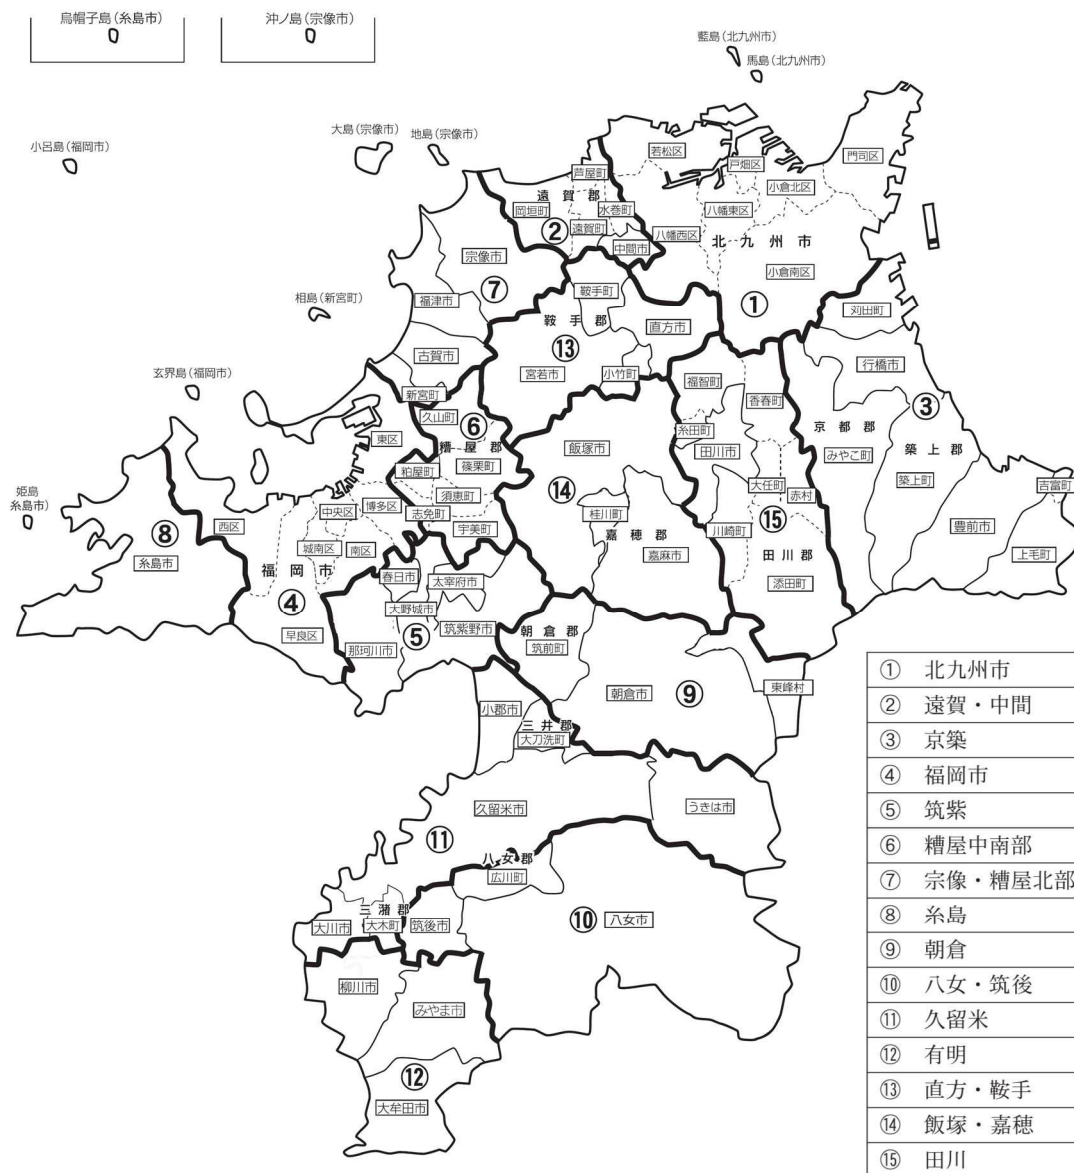 烏帽子島(糸島市)
沖ノ島(宗像市)
藍島(北九州市)
馬島(北九州市)
小呂島(福岡市)
大島(宗像市)
地島(宗像市)
若松区
戸畑区
門司区
小倉北区
八幡東区
八幡西区
北九州市
小倉南区
①
芦屋町
遠賀郡
岡垣町
水巻町
遠賀町
②
中間市
宗像市
⑦
福津市
古賀市
新宮町
相島(新宮町)
玄界島(福岡市)
鞍手町
鞍手郡
直方市
⑬
宮若市
小竹町
苅田町
行橋市
③
京都郡
みやこ町
築上郡
築上町
吉富町
豊前市
上毛町
福智町
香春町
糸田町
田川市
大任町
赤村
⑮
川崎町
田川郡
添田町
飯塚市
⑭
桂川町
嘉穂郡
嘉麻市
久山町
⑥
糟屋郡
篠栗町
粕屋町
須恵町
志免町
宇美町
東区
博多区
中央区
西区
城南区
南区
福岡市
④
早良区
姫島
糸島市)
⑧
糸島市
春日市
太宰府市
大野城市
⑤
筑紫野市
那珂川市
朝倉郡
筑前町
朝倉市
⑨
東峰村
小郡市
三井郡
大刀洗町
久留米市
うきは市
⑪
八女郡
広川町
三潴郡
大川市
大木町
筑後市
⑩
八女市
柳川市
みやま市
⑫
大牟田市
① 北九州市
② 遠賀・中間
③ 京築
④ 福岡市
⑤ 筑紫
⑥ 糟屋中南部
⑦ 宗像・糟屋北部
⑧ 糸島
⑨ 朝倉
⑩ 八女・筑後
⑪ 久留米
⑫ 有明
⑬ 直方・鞍手
⑭ 飯塚・嘉穂
⑮ 田川